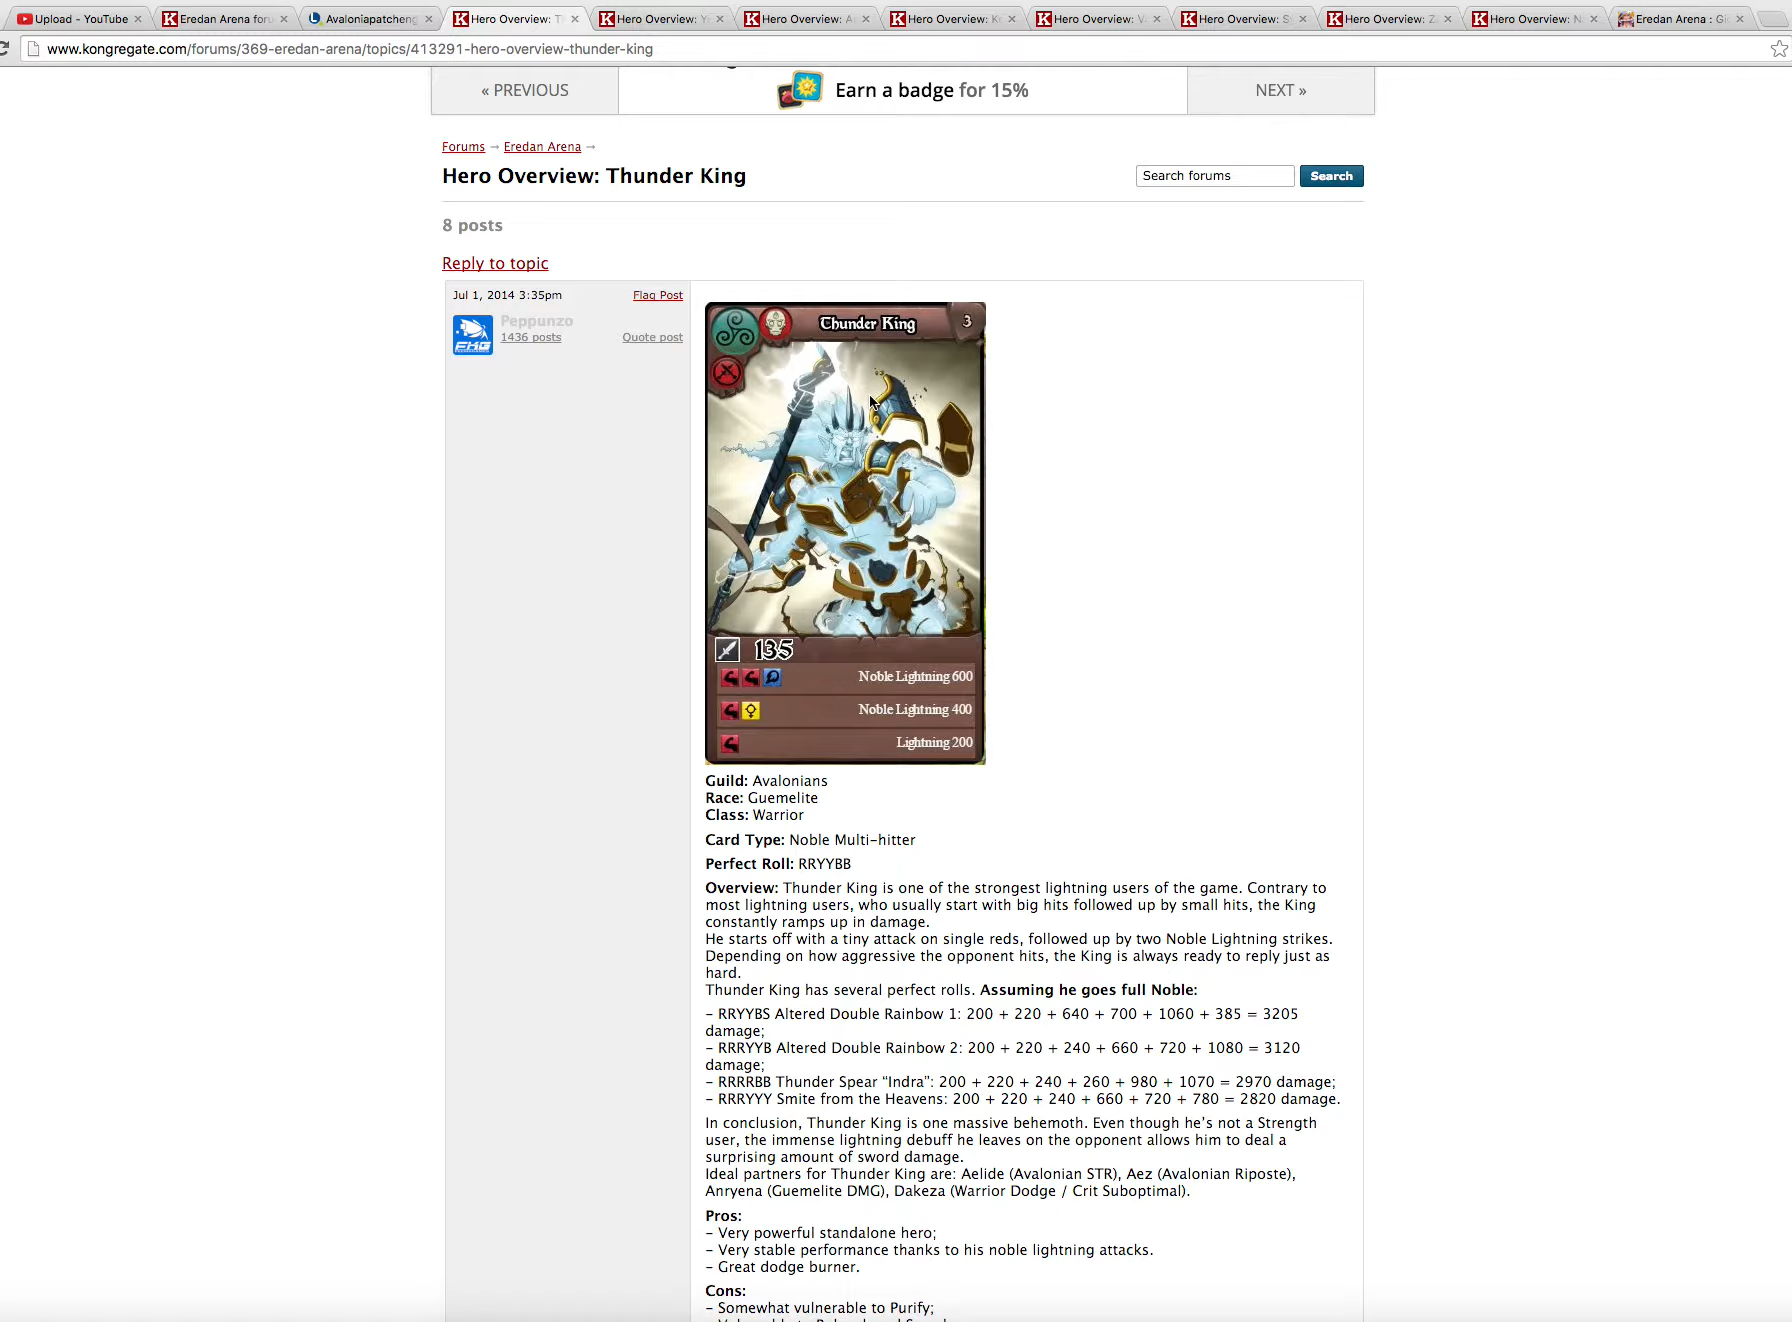 Upload - YouTube
Eredan Arena foru
Avaloniapatcheng
Hero Overview: T
Hero Overview: Y
Hero Overview: A
Hero Overview: K
Hero Overview: V
Hero Overview: S
Hero Overview: Z
Hero Overview: N
Eredan Arena : Gl
www.kongregate.com/forums/369-eredan-arena/topics/413291-hero-overview-thunder-king
« PREVIOUS
Earn a badge for 15%
NEXT »
Forums → Eredan Arena →
Hero Overview: Thunder King
Search forums
Search
8 posts
Reply to topic
Jul 1, 2014 3:35pm
Flag Post
Peppunzo
1436 posts
Quote post
EKG
Thunder King
3
135
Noble Lightning 600
Noble Lightning 400
Lightning 200
Guild: Avalonians
Race: Guemelite
Class: Warrior
Card Type: Noble Multi-hitter
Perfect Roll: RRYYBB
Overview: Thunder King is one of the strongest lightning users of the game. Contrary to
most lightning users, who usually start with big hits followed up by small hits, the King
constantly ramps up in damage.
He starts off with a tiny attack on single reds, followed up by two Noble Lightning strikes.
Depending on how aggressive the opponent hits, the King is always ready to reply just as
hard.
Thunder King has several perfect rolls. Assuming he goes full Noble:
– RRYYBS Altered Double Rainbow 1: 200 + 220 + 640 + 700 + 1060 + 385 = 3205
damage;
– RRRYYB Altered Double Rainbow 2: 200 + 220 + 240 + 660 + 720 + 1080 = 3120
damage;
– RRRRBB Thunder Spear “Indra”: 200 + 220 + 240 + 260 + 980 + 1070 = 2970 damage;
– RRRYYY Smite from the Heavens: 200 + 220 + 240 + 660 + 720 + 780 = 2820 damage.
In conclusion, Thunder King is one massive behemoth. Even though he’s not a Strength
user, the immense lightning debuff he leaves on the opponent allows him to deal a
surprising amount of sword damage.
Ideal partners for Thunder King are: Aelide (Avalonian STR), Aez (Avalonian Riposte),
Anryena (Guemelite DMG), Dakeza (Warrior Dodge / Crit Suboptimal).
Pros:
– Very powerful standalone hero;
– Very stable performance thanks to his noble lightning attacks.
– Great dodge burner.
Cons:
– Somewhat vulnerable to Purify;